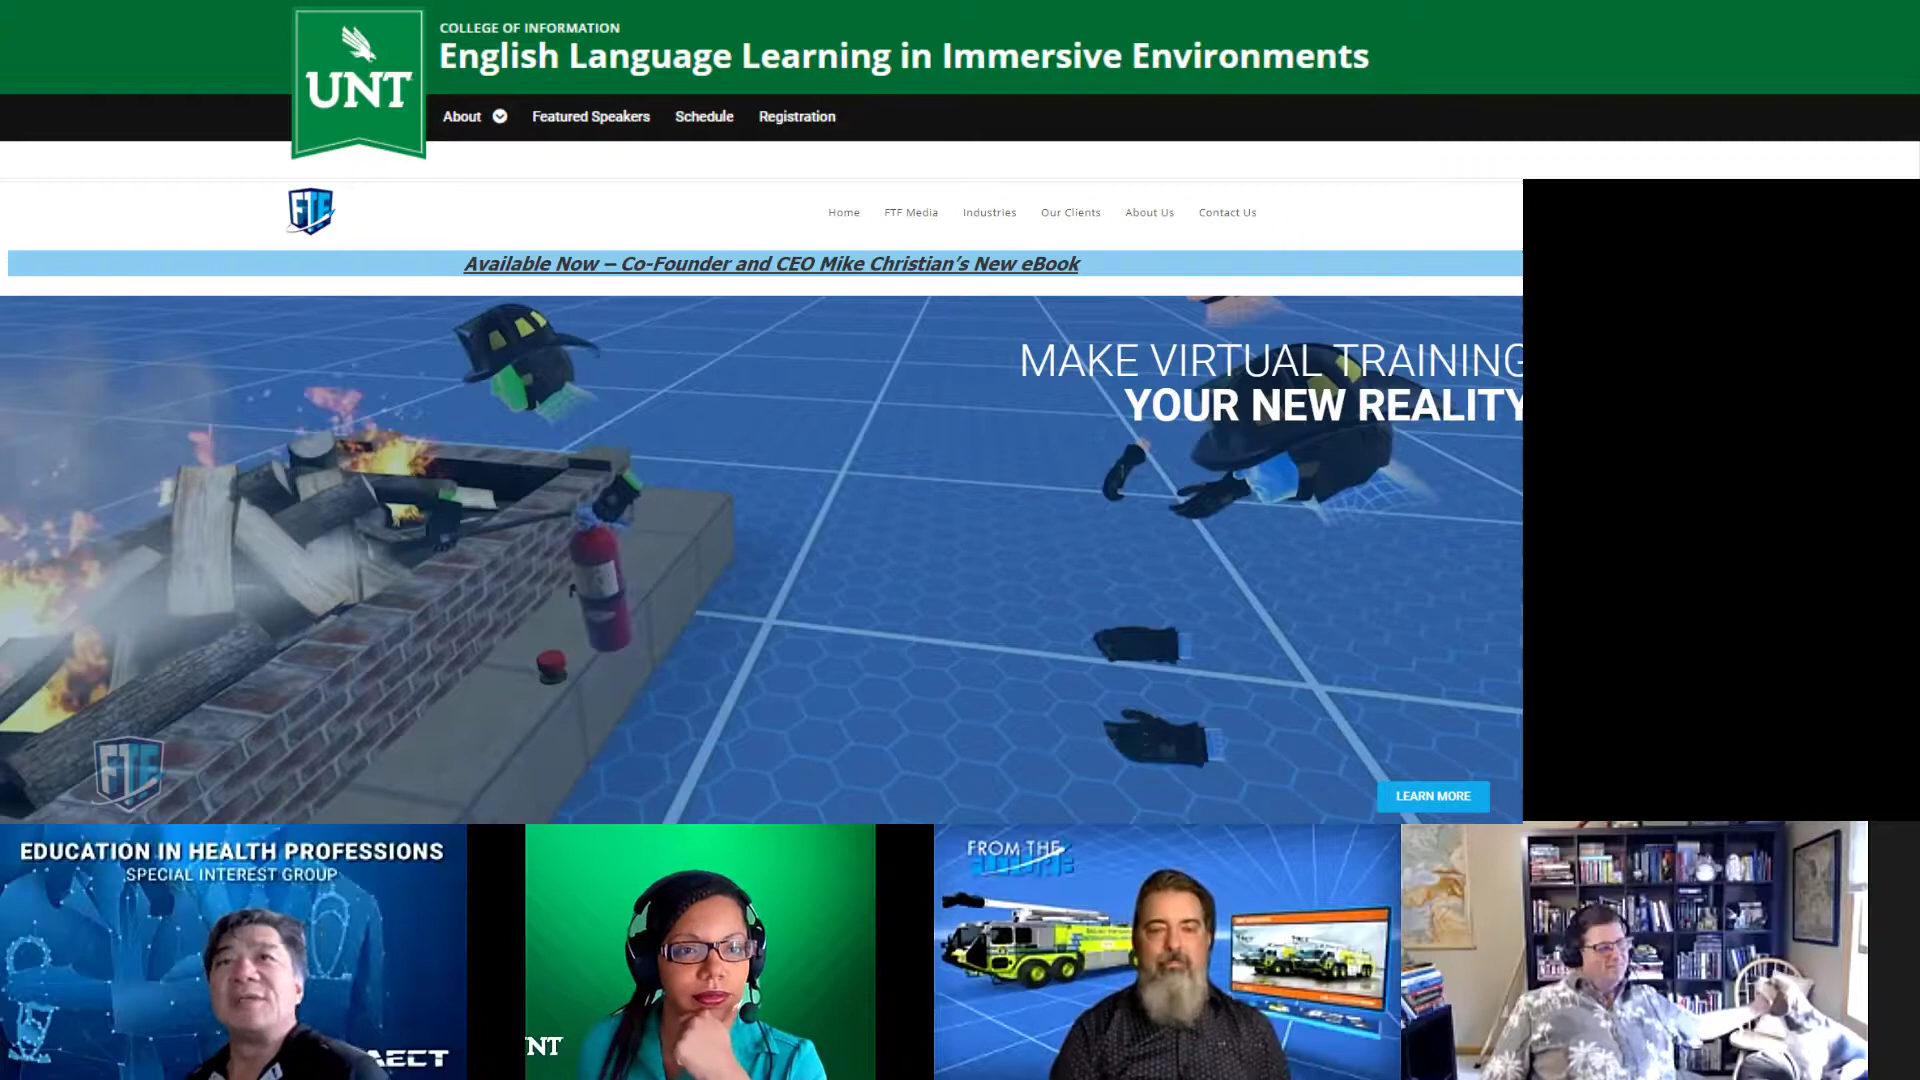 COLLEGE OF INFORMATION
English Language Learning in Immersive Environments
UNT
About
Featured Speakers
Schedule
Registration
FTF
Home
FTF Media
Industries
Our Clients
About Us
Contact Us
Available Now – Co-Founder and CEO Mike Christian's New eBook
MAKE VIRTUAL TRAINING
YOUR NEW REALITY
FTF
LEARN MORE
EDUCATION IN HEALTH PROFESSIONS
SPECIAL INTEREST GROUP
AECT
NT
FROM THE
FUTURE